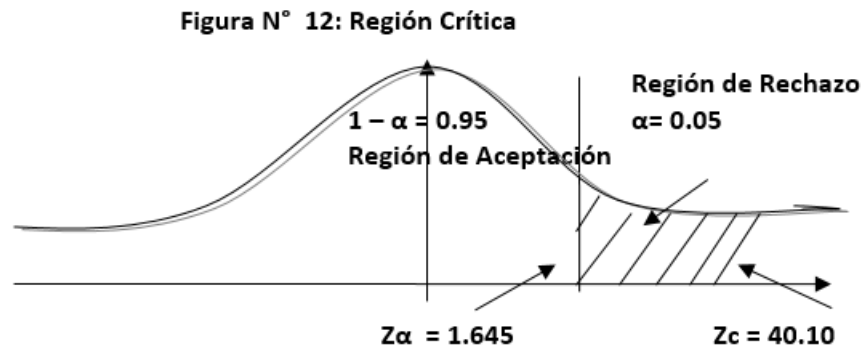 Figura N° 12: Región Crítica
Región de Rechazo
α= 0.05
1 – α = 0.95
Región de Aceptación
Zα = 1.645
Zc = 40.10